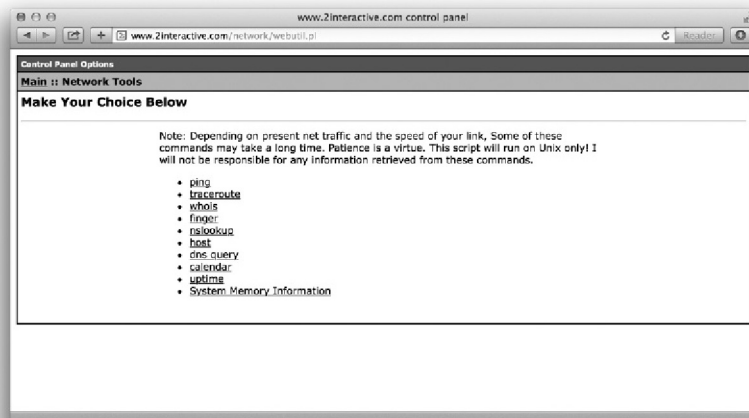 www.2interactive.com control panel
www.2interactive.com/network/webutil.pl
Reader
Control Panel Options
Main :: Network Tools
Make Your Choice Below
Note: Depending on present net traffic and the speed of your link, Some of these
commands may take a long time. Patience is a virtue. This script will run on Unix only! I
will not be responsible for any information retrieved from these commands.
• ping
• traceroute
• whois
• finger
• nslookup
• host
• dns query
• calendar
• uptime
• System Memory Information